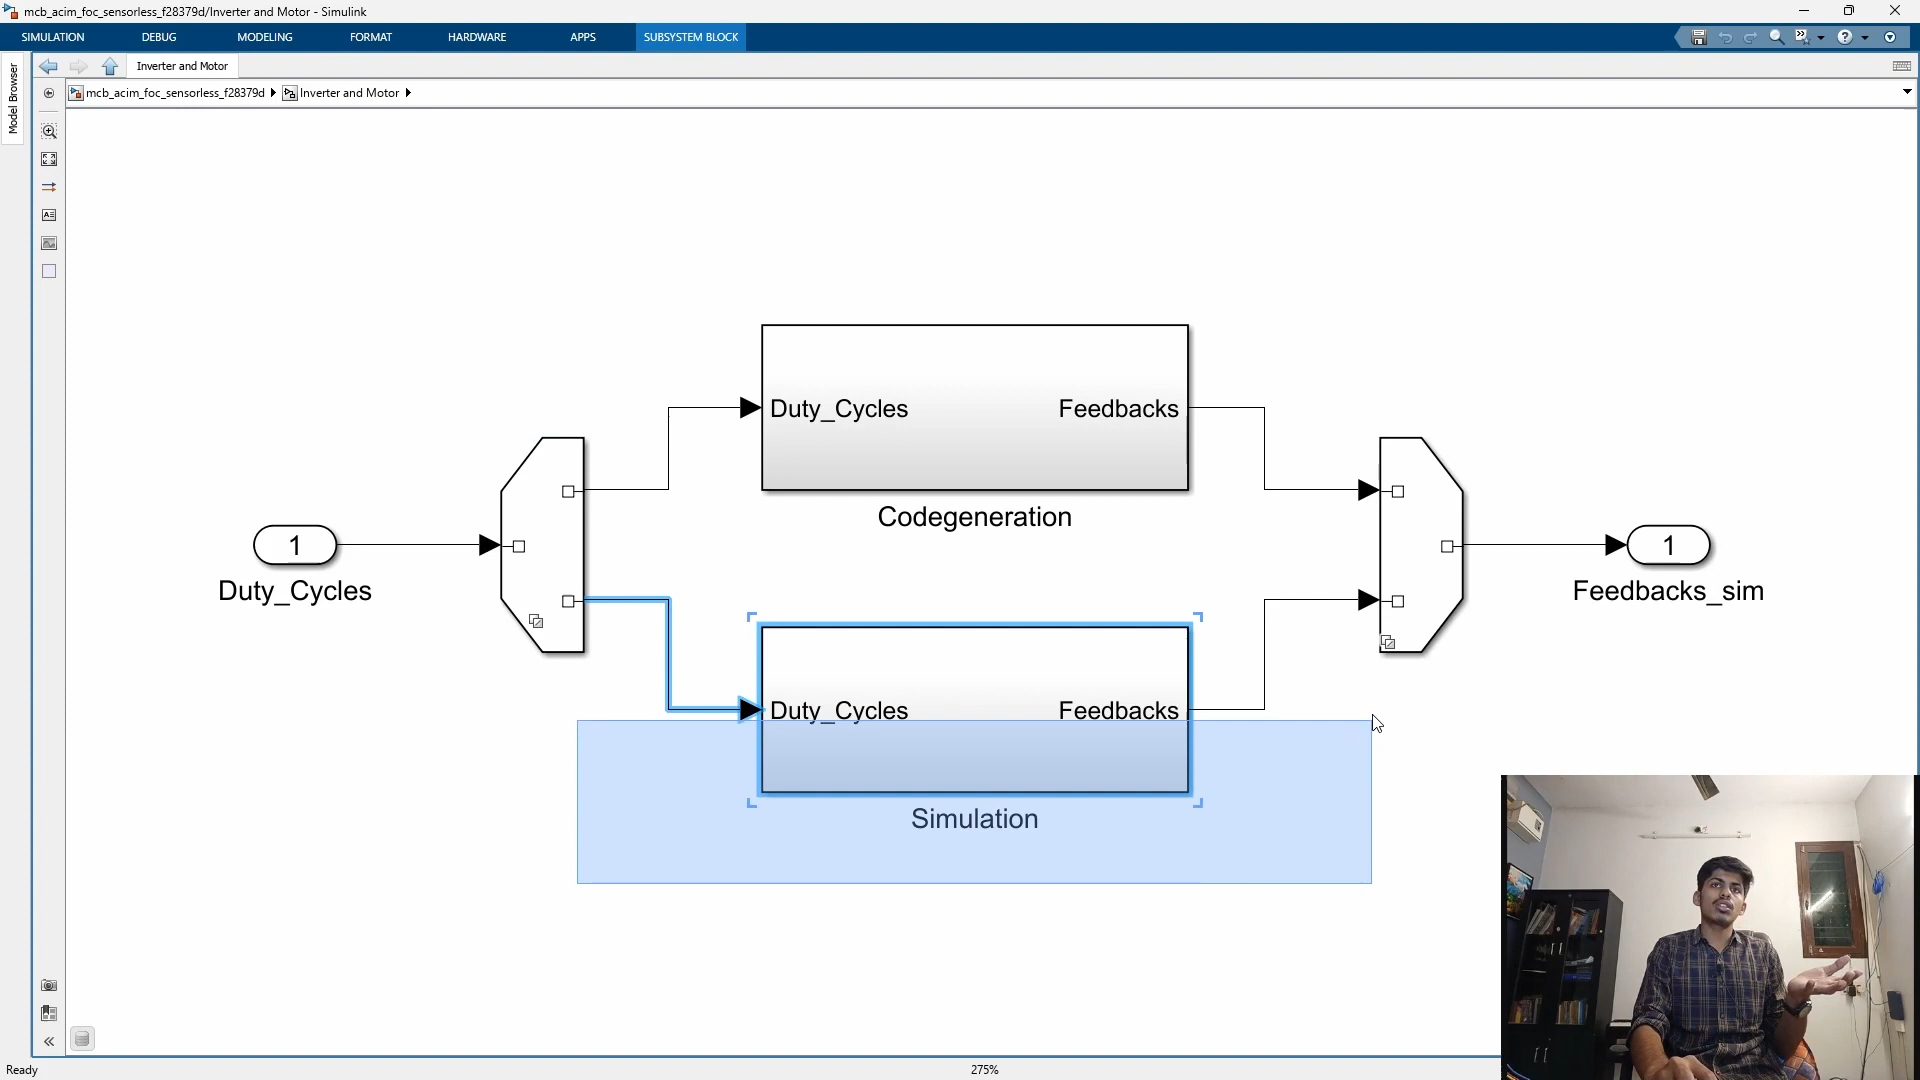 mcb_acim_foc_sensorless_f28379d/Inverter and Motor - Simulink
SIMULATION DEBUG MODELING FORMAT HARDWARE APPS SUBSYSTEM BLOCK
Model Browser
Inverter and Motor
mcb_acim_foc_sensorless_f28379d Inverter and Motor
Duty_Cycles Feedbacks
Codegeneration
1
Duty_Cycles
1
Feedbacks_sim
Duty_Cycles Feedbacks
Simulation
Ready
275%